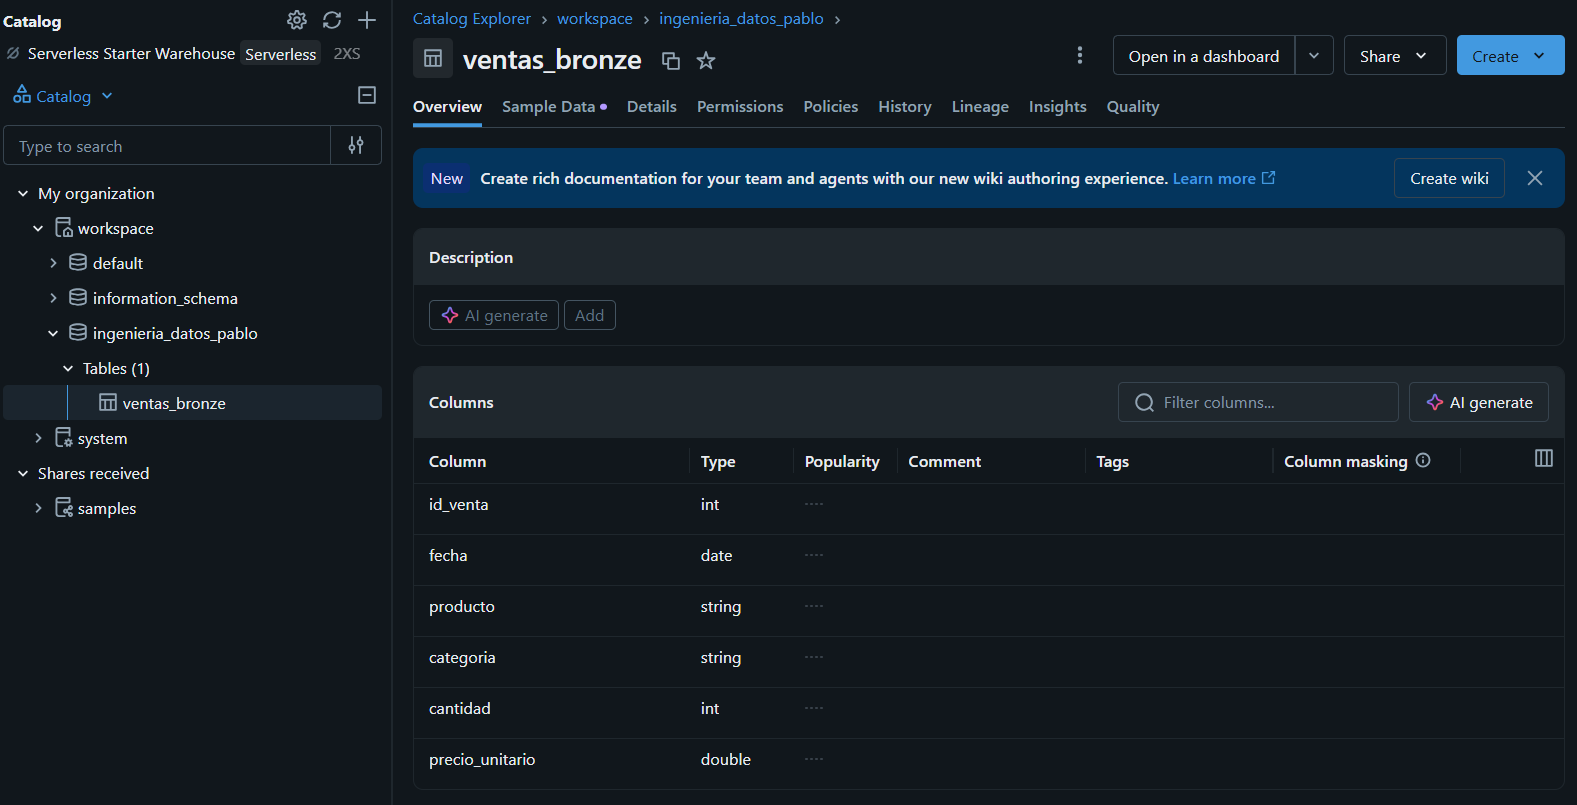 Catalog
Serverless Starter Warehouse Serverless 2XS
Catalog
Type to search
My organization
workspace
default
information_schema
ingenieria_datos_pablo
Tables (1)
ventas_bronze
system
Shares received
samples
Catalog Explorer › workspace › ingenieria_datos_pablo ›
ventas_bronze
Open in a dashboard Share Create
Overview Sample Data Details Permissions Policies History Lineage Insights Quality
New Create rich documentation for your team and agents with our new wiki authoring experience. Learn more Create wiki
Description
AI generate Add
Columns Filter columns... AI generate
Column Type Popularity Comment Tags Column masking
id_venta int
fecha date
producto string
categoria string
cantidad int
precio_unitario double